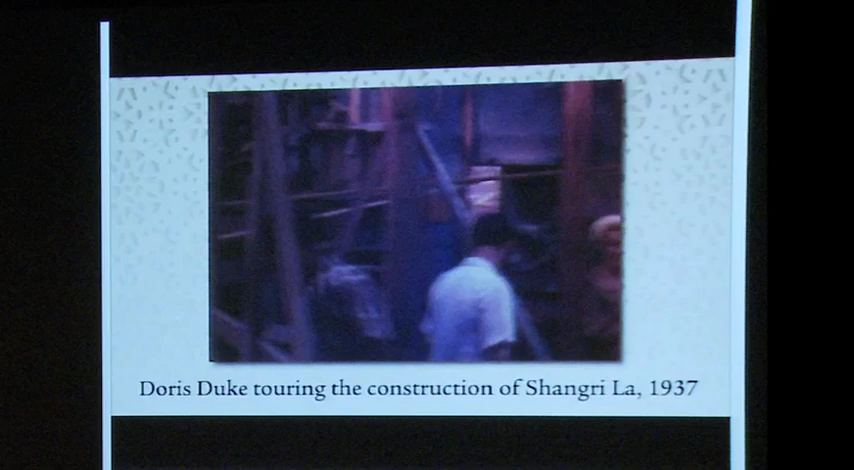 Doris Duke touring the construction of Shangri La, 1937